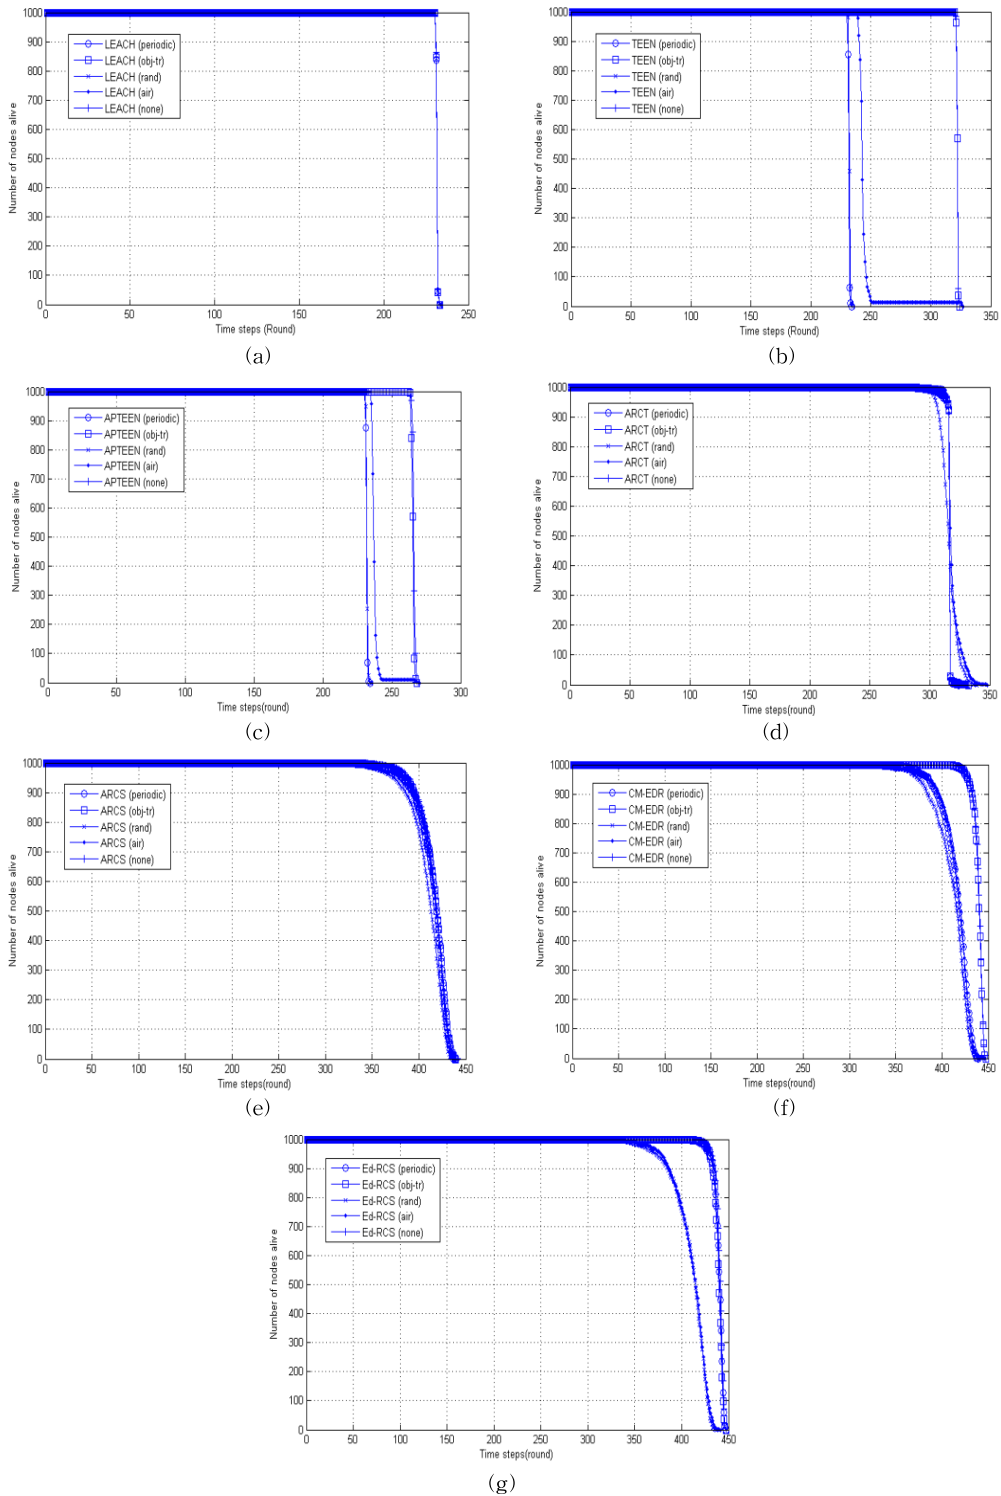 1000
900
800
700
600
500
400
300
200
100
0
Number of nodes alive
LEACH (periodic)
LEACH (obj-tr)
LEACH (rand)
LEACH (air)
LEACH (none)
0 50 100 150 200 250
Time steps (Round)
(a)
1000
900
800
700
600
500
400
300
200
100
0
Number of nodes alive
TEEN (periodic)
TEEN (obj-tr)
TEEN (rand)
TEEN (air)
TEEN (none)
0 50 100 150 200 250 300 350
Time steps (Round)
(b)
1000
900
800
700
600
500
400
300
200
100
0
Number of nodes alive
APTEEN (periodic)
APTEEN (obj-tr)
APTEEN (rand)
APTEEN (air)
APTEEN (none)
0 50 100 150 200 250 300
Time steps(round)
(c)
1000
900
800
700
600
500
400
300
200
100
0
Number of nodes alive
ARCT (periodic)
ARCT (obj-tr)
ARCT (rand)
ARCT (air)
ARCT (none)
0 50 100 150 200 250 300 350
Time steps(round)
(d)
1000
900
800
700
600
500
400
300
200
100
0
Number of nodes alive
ARCS (periodic)
ARCS (obj-tr)
ARCS (rand)
ARCS (air)
ARCS (none)
0 50 100 150 200 250 300 350 400 450
Time steps(round)
(e)
1000
900
800
700
600
500
400
300
200
100
0
Number of nodes alive
CM-EDR (periodic)
CM-EDR (obj-tr)
CM-EDR (rand)
CM-EDR (air)
CM-EDR (none)
0 50 100 150 200 250 300 350 400 450
Time steps(round)
(f)
1000
900
800
700
600
500
400
300
200
100
0
Number of nodes alive
Ed-RCS (periodic)
Ed-RCS (obj-tr)
Ed-RCS (rand)
Ed-RCS (air)
Ed-RCS (none)
0 50 100 150 200 250 300 350 400 450
Time steps(round)
(g)